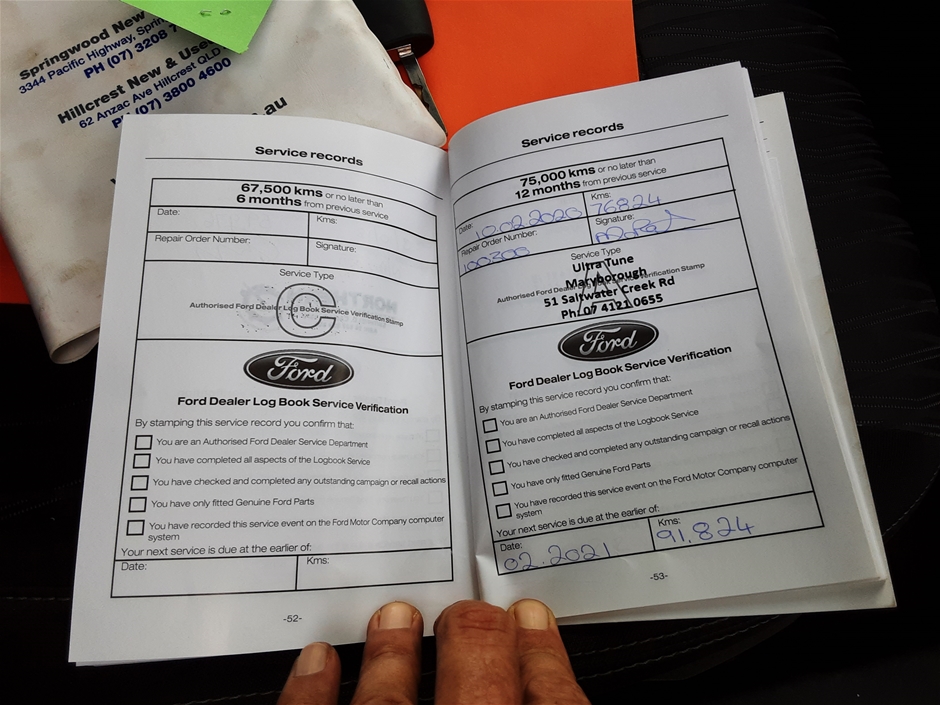 Springwood New
3344 Pacific Highway, Sprin
PH (07) 3208 7
Hillcrest New & Used
62 Anzac Ave Hillcrest QLD
PH (07) 3800 4600
.au
Service records
67,500 kms or no later than
6 months from previous service
Date:
Kms:
Repair Order Number:
Signature:
Service Type
C
Authorised Ford Dealer Log Book Service Verification Stamp
Ford
Ford Dealer Log Book Service Verification
By stamping this service record you confirm that:
You are an Authorised Ford Dealer Service Department
You have completed all aspects of the Logbook Service
You have checked and completed any outstanding campaign or recall actions
You have only fitted Genuine Ford Parts
You have recorded this service event on the Ford Motor Company computer
system
Your next service is due at the earlier of:
Date:
Kms:
-52-
Service records
75,000 kms or no later than
12 months from previous service
Date: 10.02.2020
Kms: 76824
Repair Order Number:
100300
Signature:
Service Type
A
Ultra Tune
Maryborough
Authorised Ford Dealer Log Book Service Verification Stamp
51 Saltwater Creek Rd
Ph: 07 4121 0655
Ford
Ford Dealer Log Book Service Verification
By stamping this service record you confirm that:
You are an Authorised Ford Dealer Service Department
You have completed all aspects of the Logbook Service
You have checked and completed any outstanding campaign or recall actions
You have only fitted Genuine Ford Parts
You have recorded this service event on the Ford Motor Company computer
system
Your next service is due at the earlier of:
Date:
02.2021
Kms:
91.824
-53-